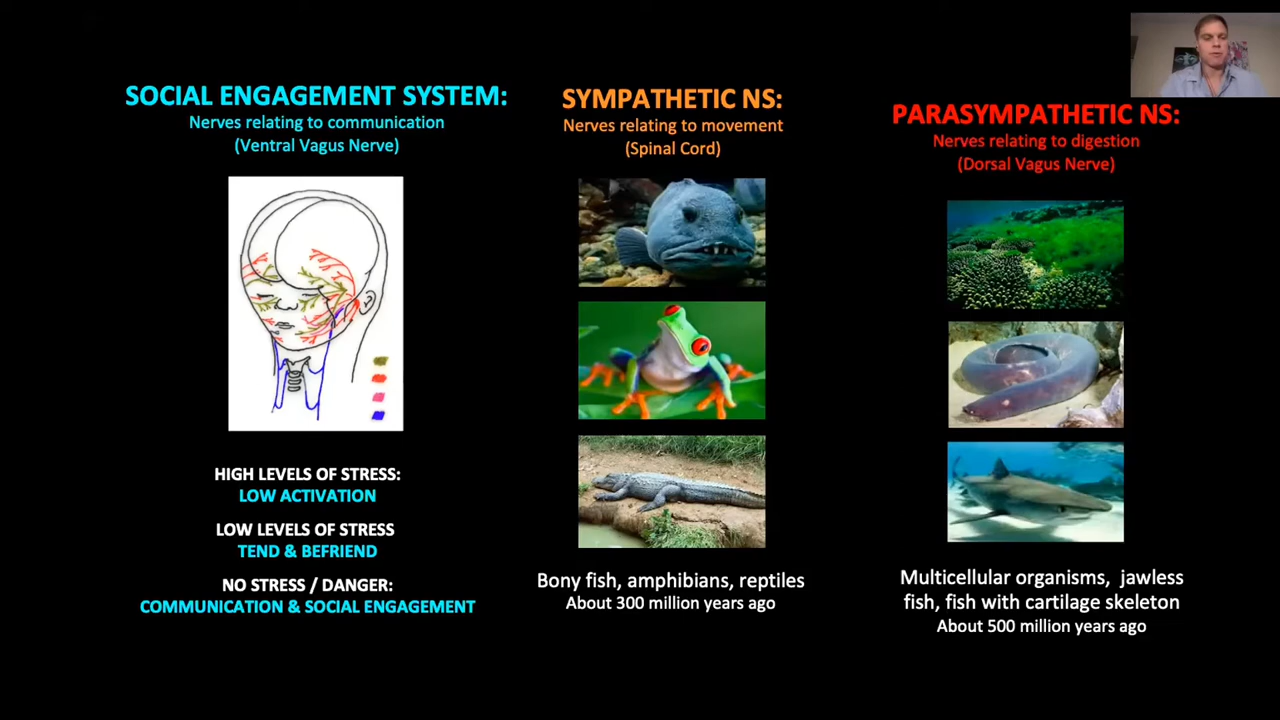 SOCIAL ENGAGEMENT SYSTEM:
Nerves relating to communication
(Ventral Vagus Nerve)
HIGH LEVELS OF STRESS:
LOW ACTIVATION
LOW LEVELS OF STRESS
TEND & BEFRIEND
NO STRESS / DANGER:
COMMUNICATION & SOCIAL ENGAGEMENT
SYMPATHETIC NS:
Nerves relating to movement
(Spinal Cord)
Bony fish, amphibians, reptiles
About 300 million years ago
PARASYMPATHETIC NS:
Nerves relating to digestion
(Dorsal Vagus Nerve)
Multicellular organisms, jawless
fish, fish with cartilage skeleton
About 500 million years ago